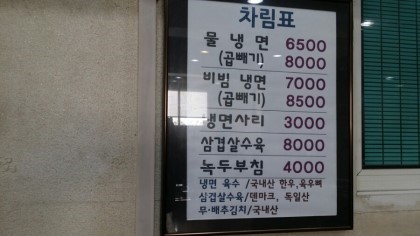 차림표
물 냉 면 6500
(곱빼기) 8000
비빔 냉면 7000
(곱빼기) 8500
냉면사리 3000
삼겹살수육 8000
녹두부침 4000
냉면 육수 /국내산 한우,육우뼈
삼겹살수육/덴마크, 독일산
무·배추김치/국내산